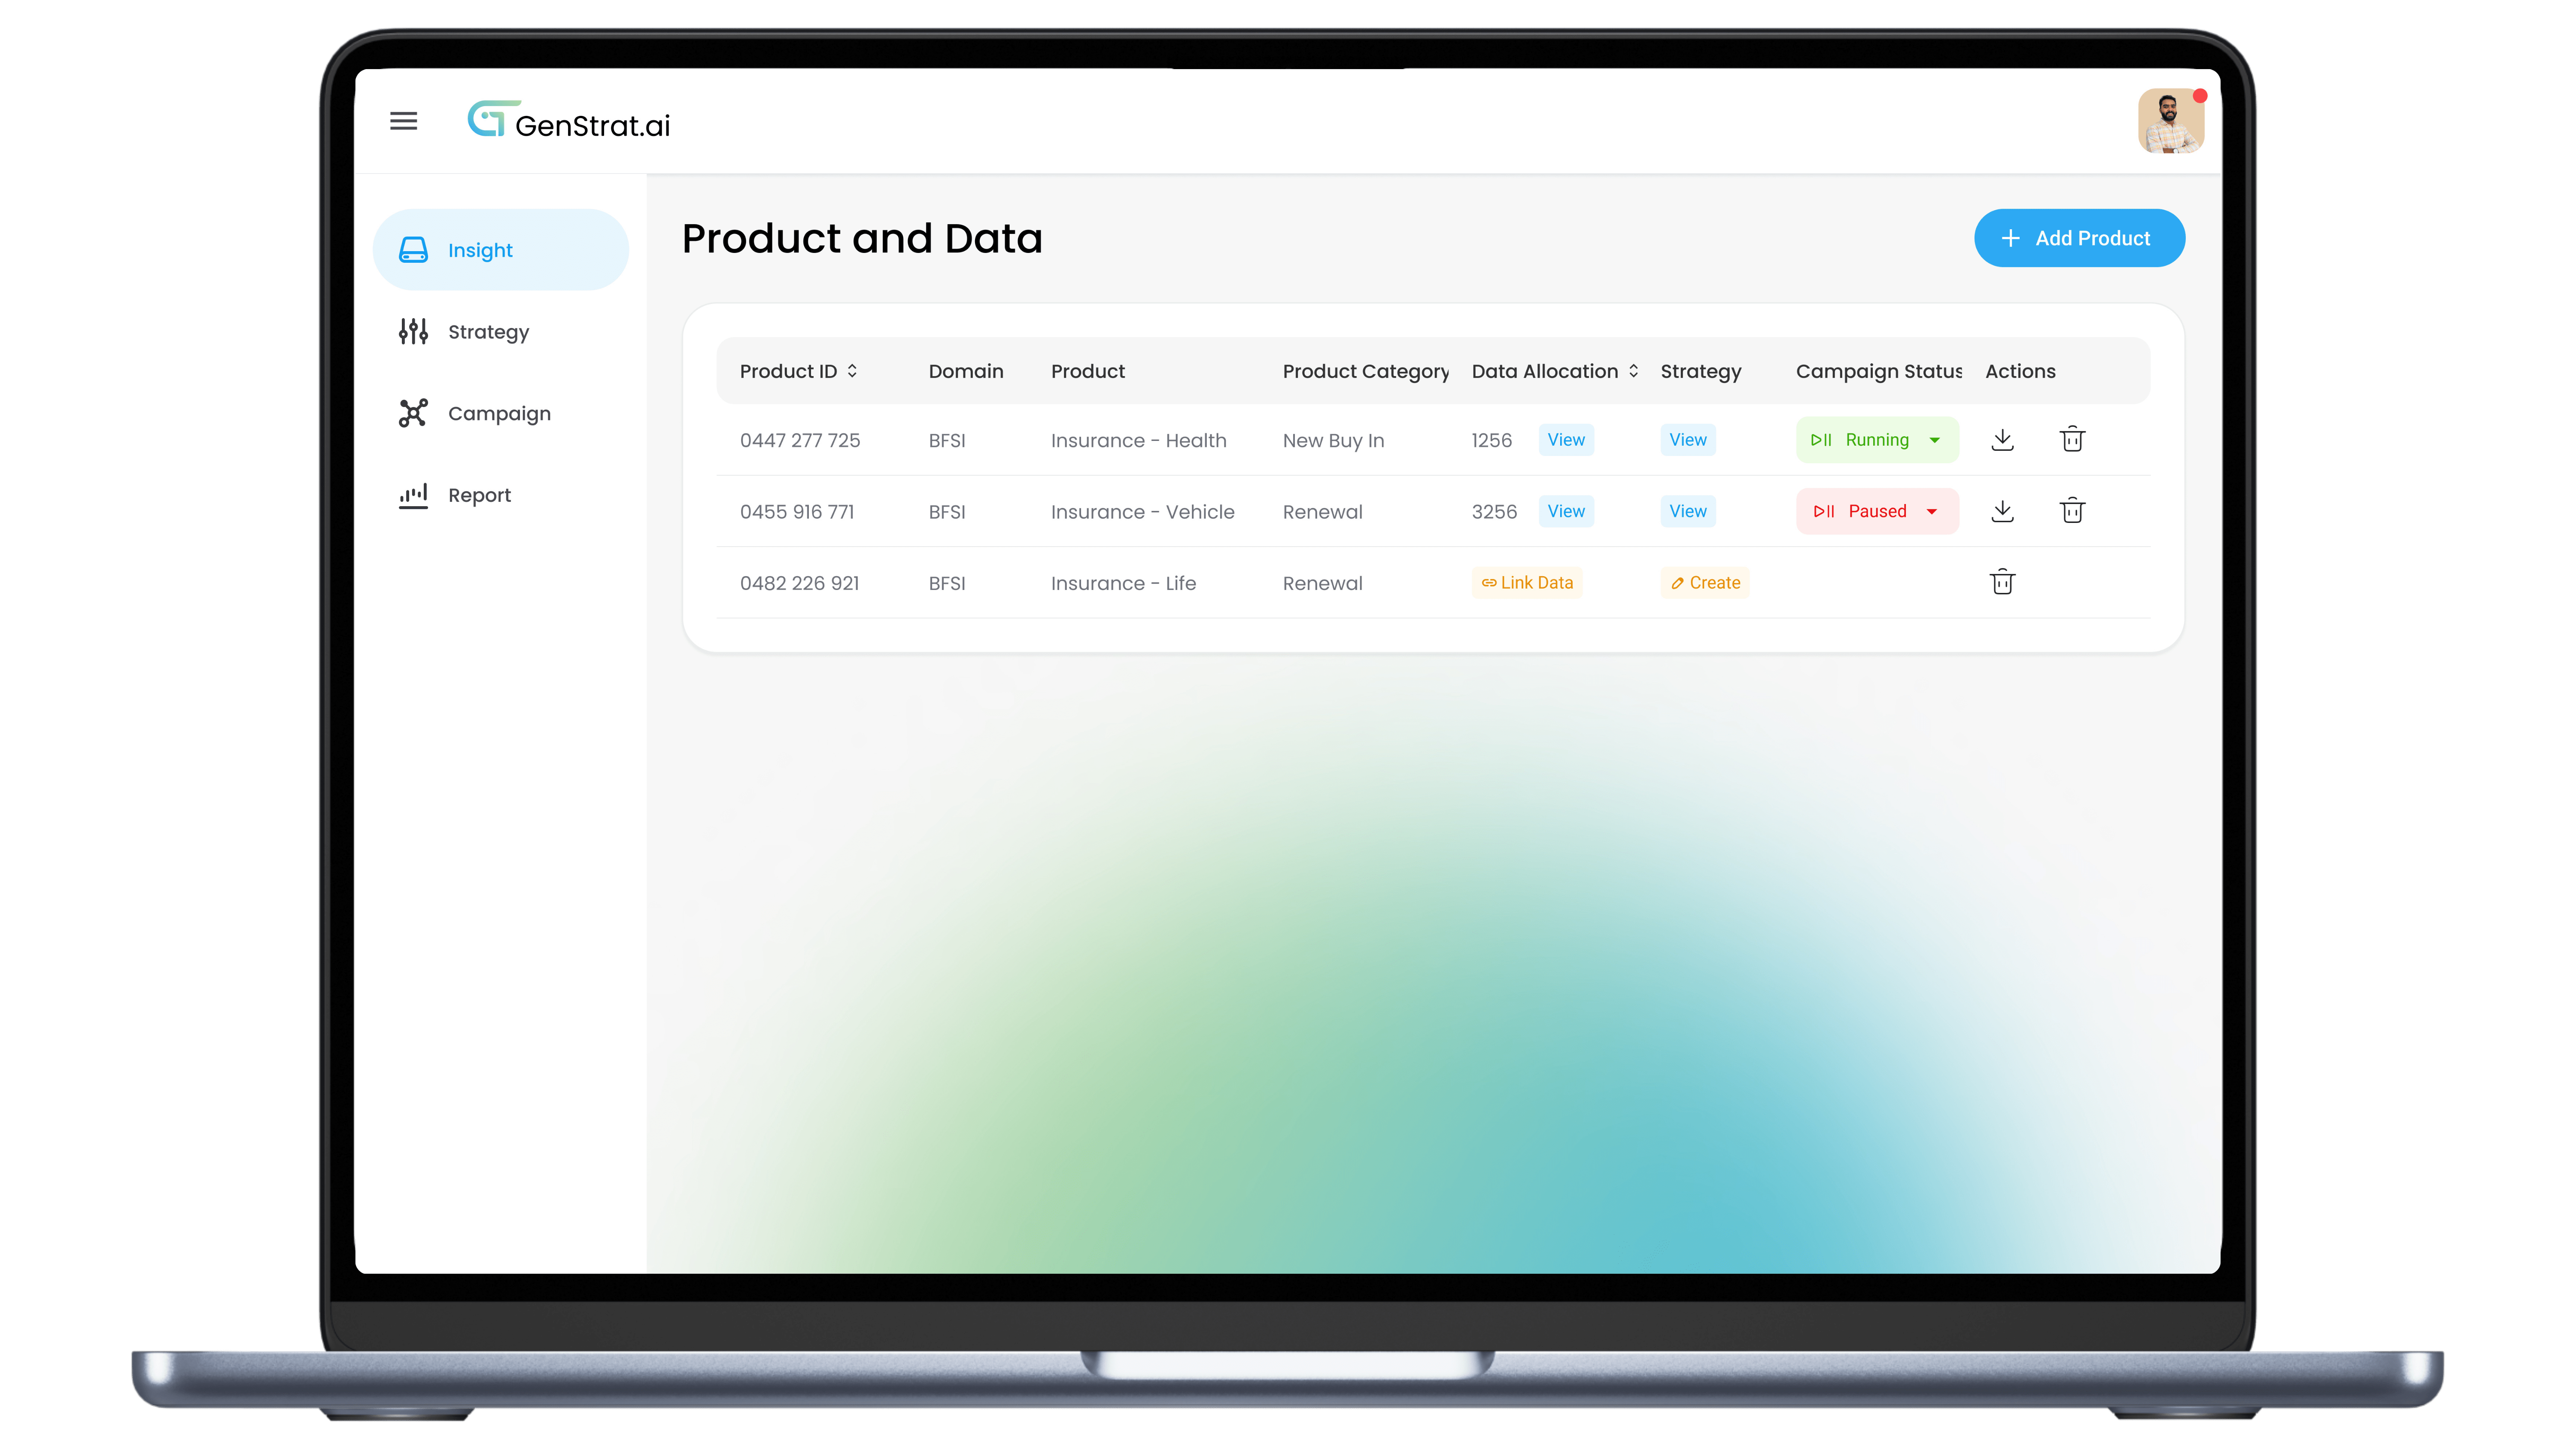 GenStrat.ai
Insight
Strategy
Campaign
Report
Product and Data
Add Product
Product ID Domain Product Product Category Data Allocation Strategy Campaign Status Actions
0447 277 725 BFSI Insurance - Health New Buy In 1256 View View Running
0455 916 771 BFSI Insurance - Vehicle Renewal 3256 View View Paused
0482 226 921 BFSI Insurance - Life Renewal Link Data Create